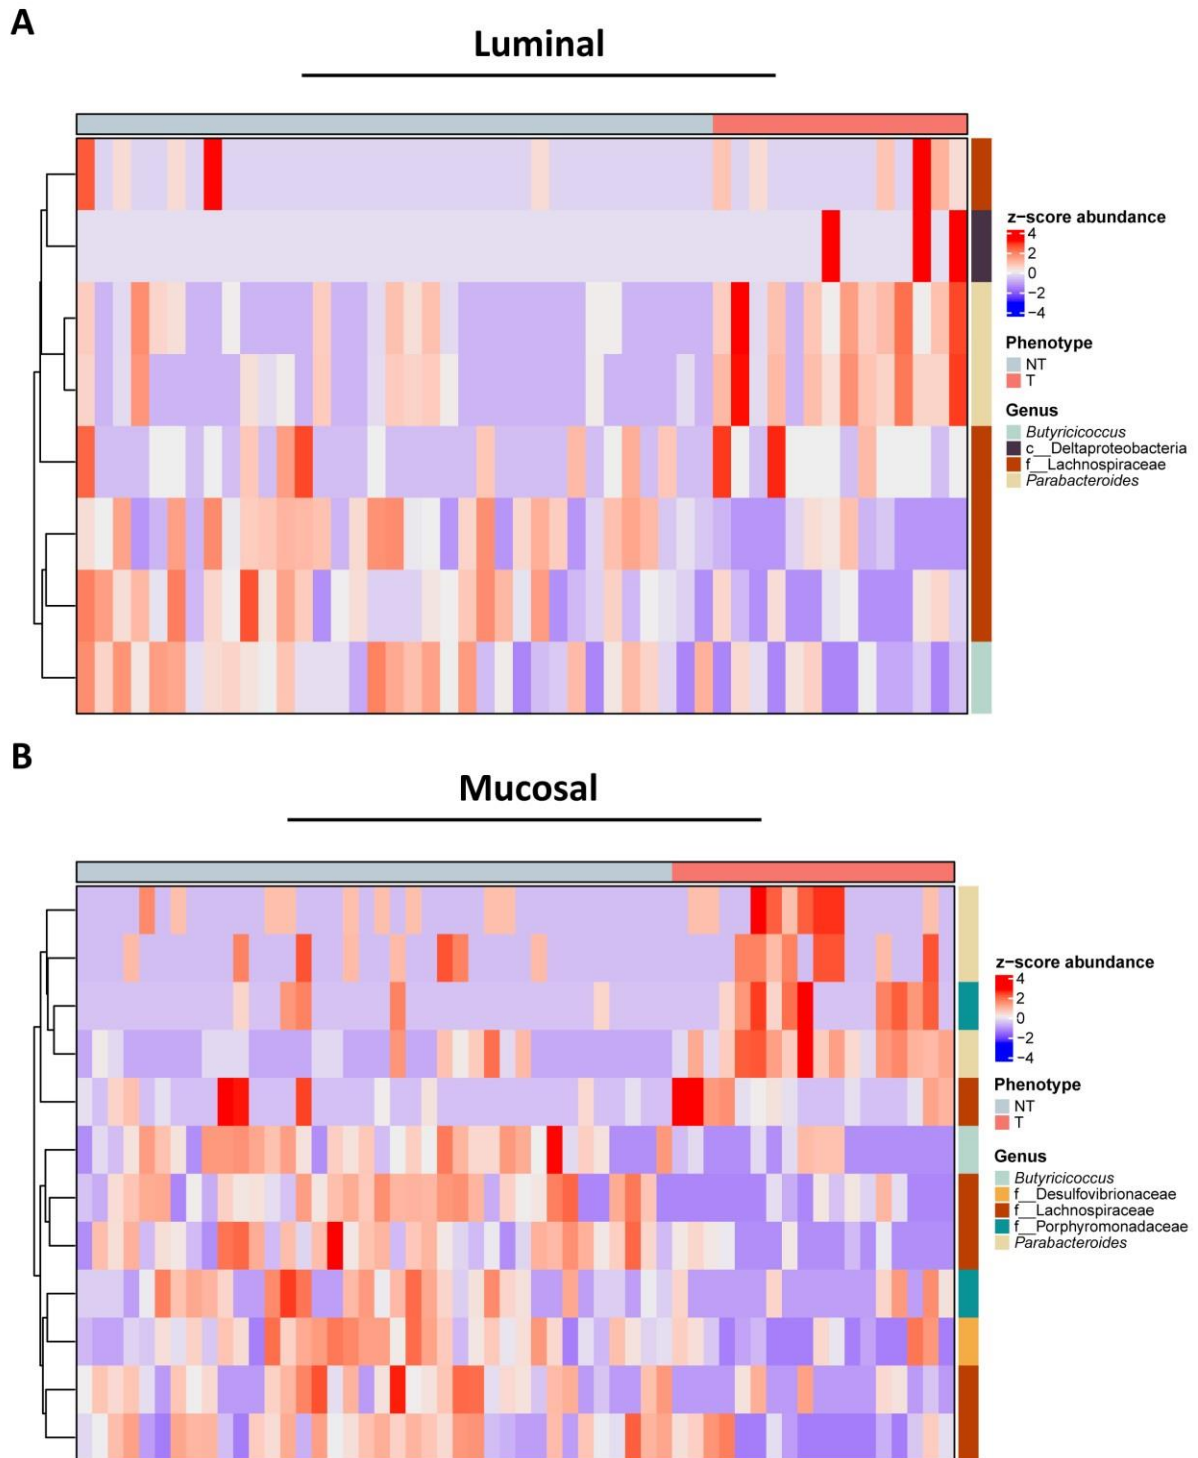 A
Luminal
z−score abundance
4
2
0
−2
−4
Phenotype
NT
T
Genus
Butyricicoccus
c__Deltaproteobacteria
f__Lachnospiraceae
Parabacteroides
B
Mucosal
z−score abundance
4
2
0
−2
−4
Phenotype
NT
T
Genus
Butyricicoccus
f__Desulfovibrionaceae
f__Lachnospiraceae
f__Porphyromonadaceae
Parabacteroides